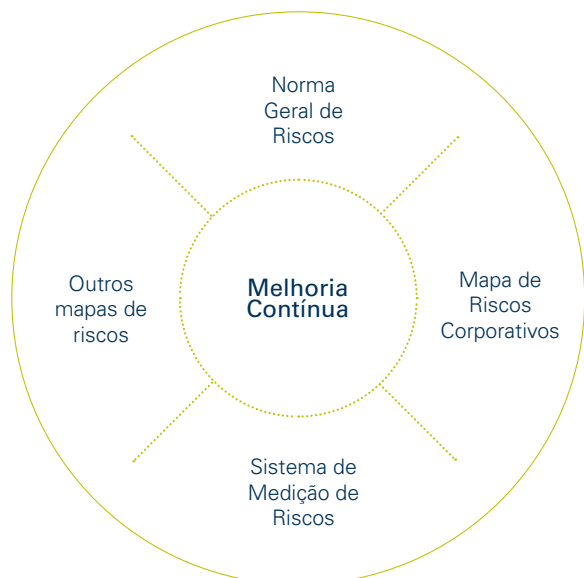 Norma
Geral de
Riscos
Outros
mapas de
riscos
Melhoria
Contínua
Mapa de
Riscos
Corporativos
Sistema de
Medição de
Riscos